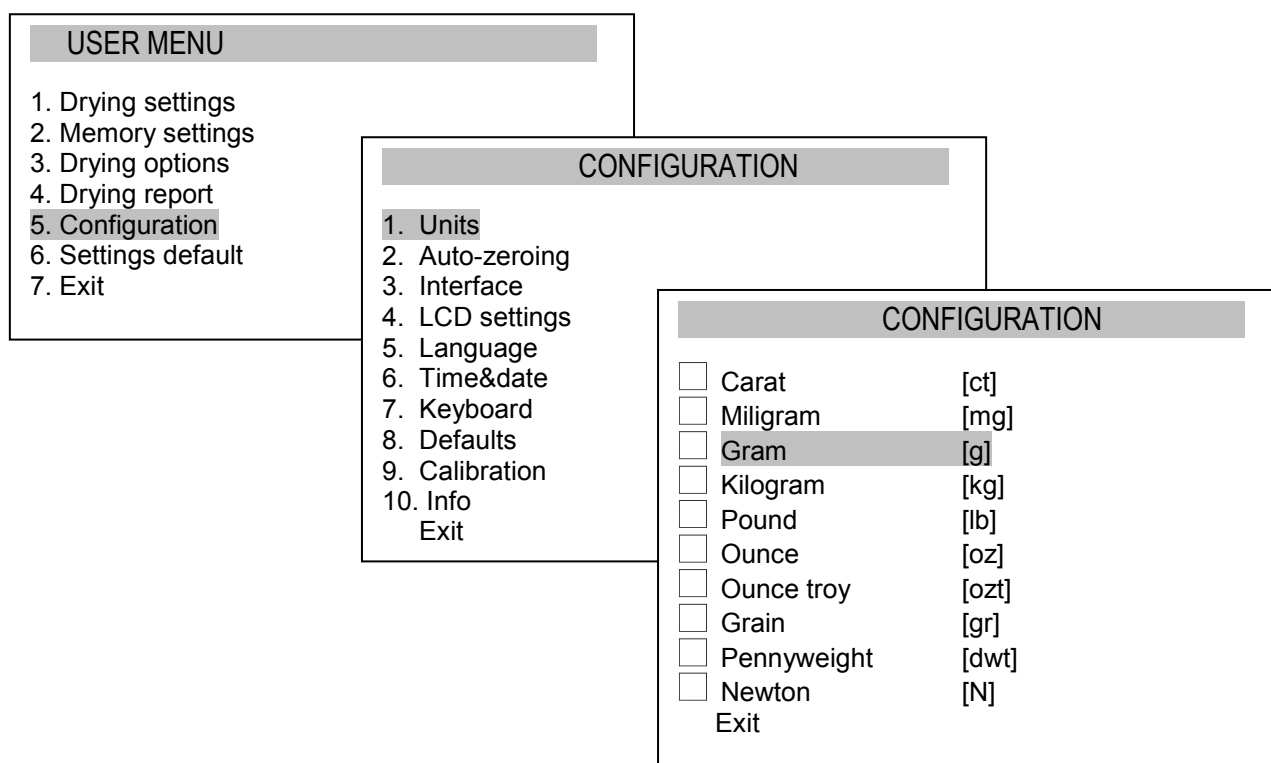 USER MENU
1. Drying settings
2. Memory settings
3. Drying options
4. Drying report
5. Configuration
6. Settings default
7. Exit
CONFIGURATION
1. Units
2. Auto-zeroing
3. Interface
4. LCD settings
5. Language
6. Time&date
7. Keyboard
8. Defaults
9. Calibration
10. Info
Exit
CONFIGURATION
Carat [ct]
Miligram [mg]
Gram [g]
Kilogram [kg]
Pound [lb]
Ounce [oz]
Ounce troy [ozt]
Grain [gr]
Pennyweight [dwt]
Newton [N]
Exit